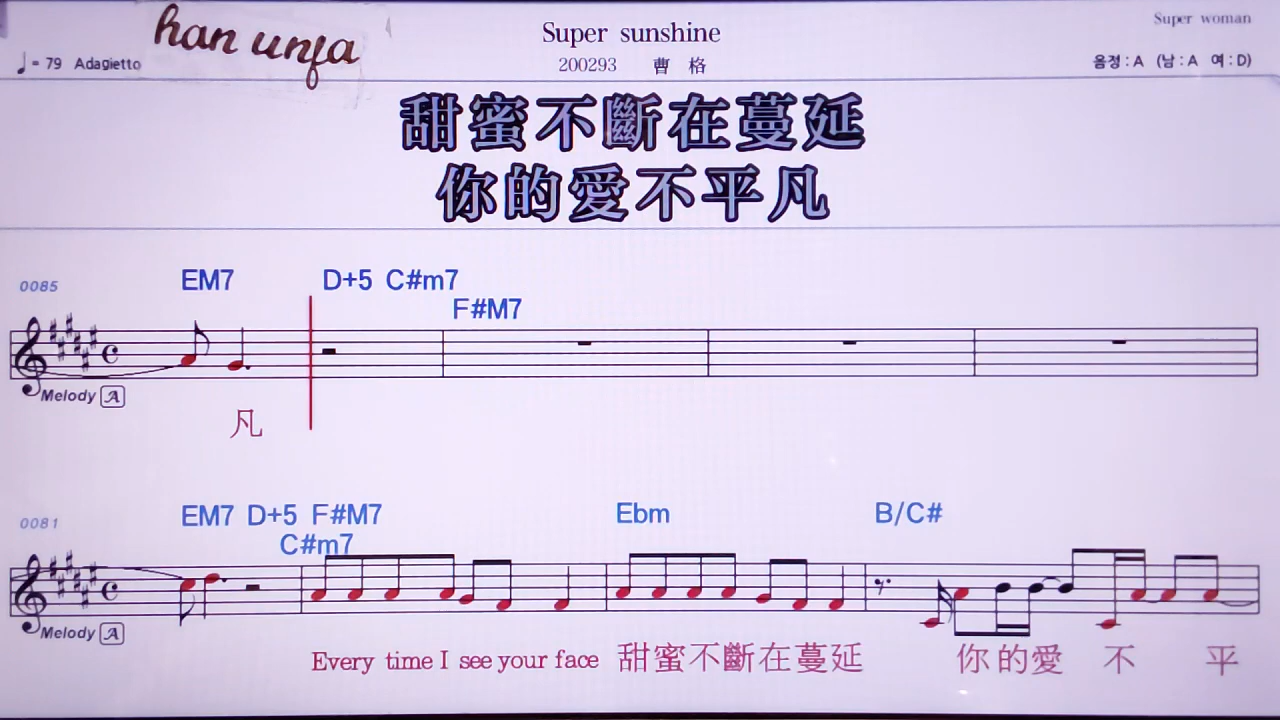 han unfa
Super sunshine
Super woman
♩= 79 Adagietto
200293 曹 格
음정 : A (남 : A 여 : D)
甜蜜不斷在蔓延
你的愛不平凡
0085
EM7 D+5 C#m7
F#M7
Melody A
凡
0081
EM7 D+5 F#M7 Ebm B/C#
C#m7
Melody A
Every time I see your face 甜蜜不斷在蔓延 你的愛 不 平